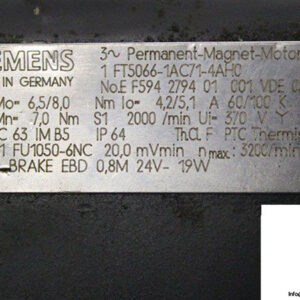 IEMENS
3~ Permanent-Magnet-Motor
1 FT5066-1AC71-4AH0
IN GERMANY
No.E F594 2794 01 001 VDE
Mo= 6,5/8,0 Nm Io= 4,2/5,1 A 60/100 K
Mn= 7,0 Nm S1 2000 /min Ui= 370 V Y
C 63 IM B5 IP 64 Th.Cl.F PTC Thermi
1 FU1050-6NC 20,0 mVmin nmax.: 3200/min
BRAKE EBD 0,8M 24V- 19W